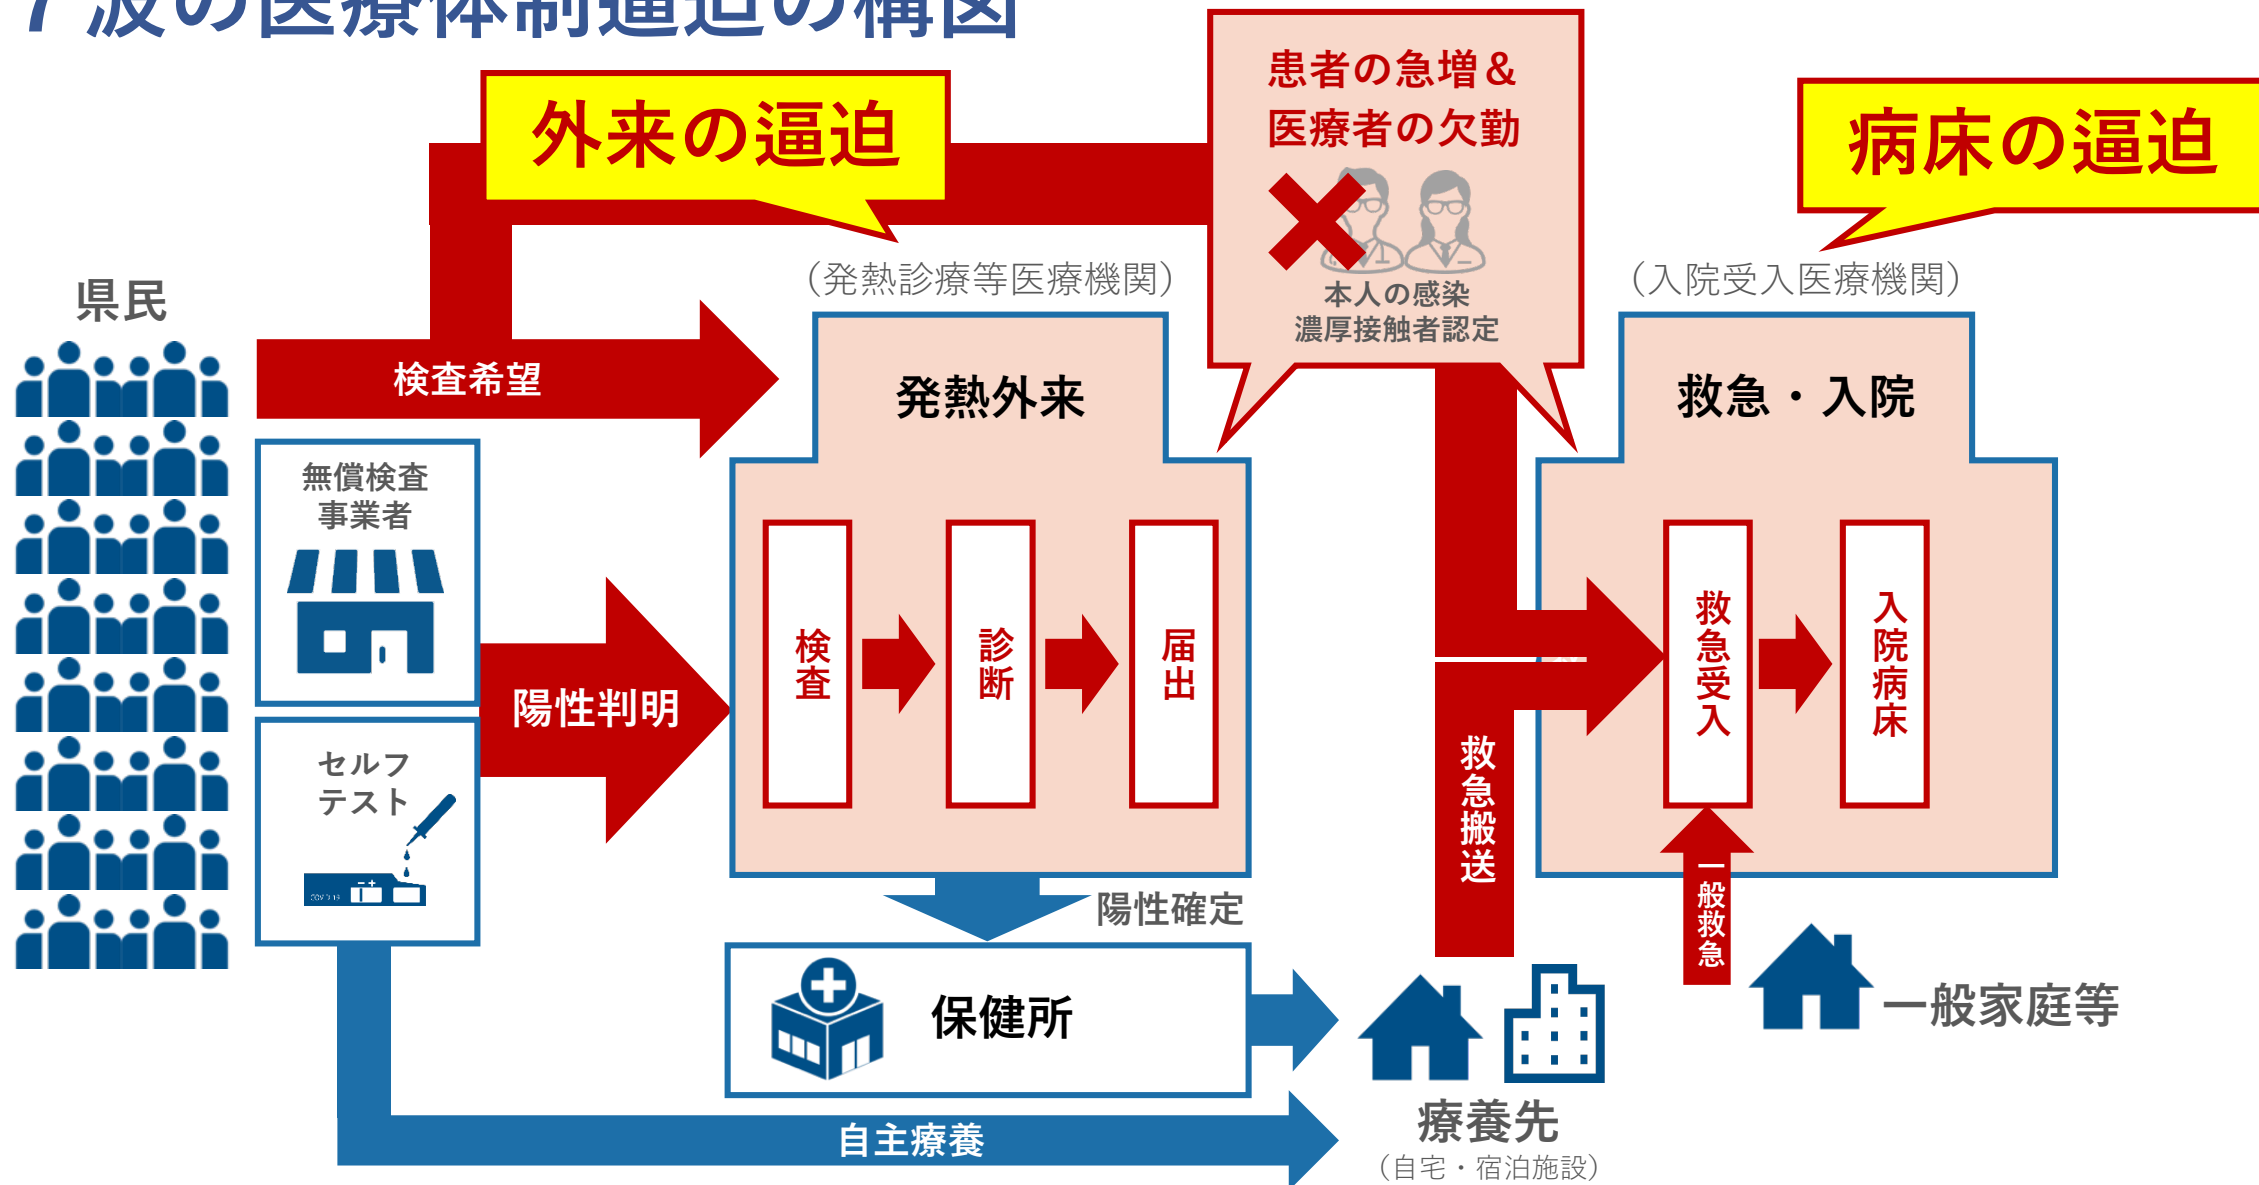 7波の医療体制逼迫の構図
外来の逼迫
患者の急増＆
医療者の欠勤
本人の感染
濃厚接触者認定
病床の逼迫
県民
（発熱診療等医療機関）
（入院受入医療機関）
検査希望
発熱外来
救急・入院
無償検査
事業者
陽性判明
検査
診断
届出
救急受入
入院病床
セルフ
テスト
救急搬送
一般救急
陽性確定
保健所
一般家庭等
自主療養
療養先
（自宅・宿泊施設）